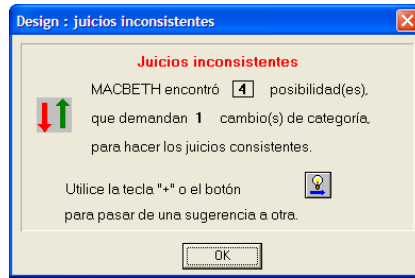 Design : juicios inconsistentes
Juicios inconsistentes
MACBETH encontró 4 posibilidad(es),
que demandan 1 cambio(s) de categoría,
para hacer los juicios consistentes.
Utilice la tecla "+" o el botón
para pasar de una sugerencia a otra.
OK